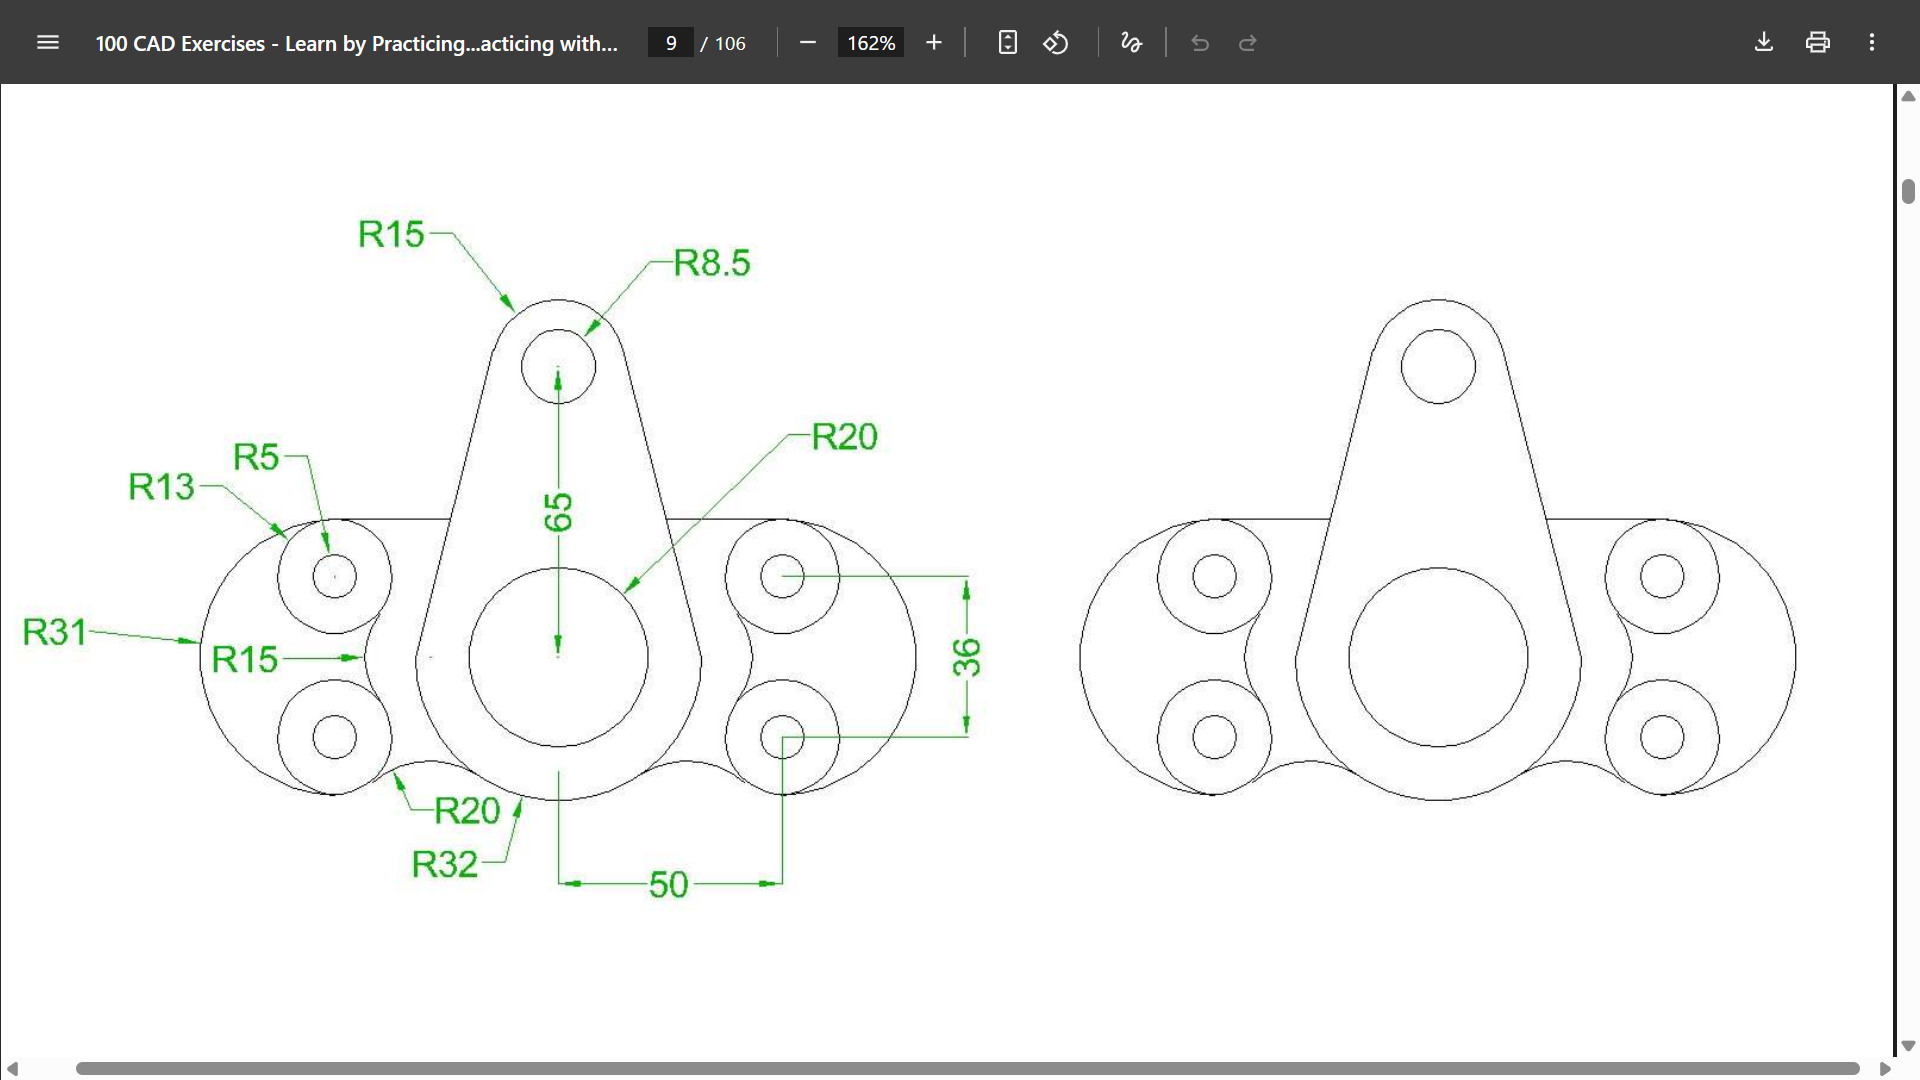 100 CAD Exercises - Learn by Practicing...acticing with... 9 / 106 162%
R15
R8.5
R20
R5
R13
65
R31
R15
36
R20
R32
50